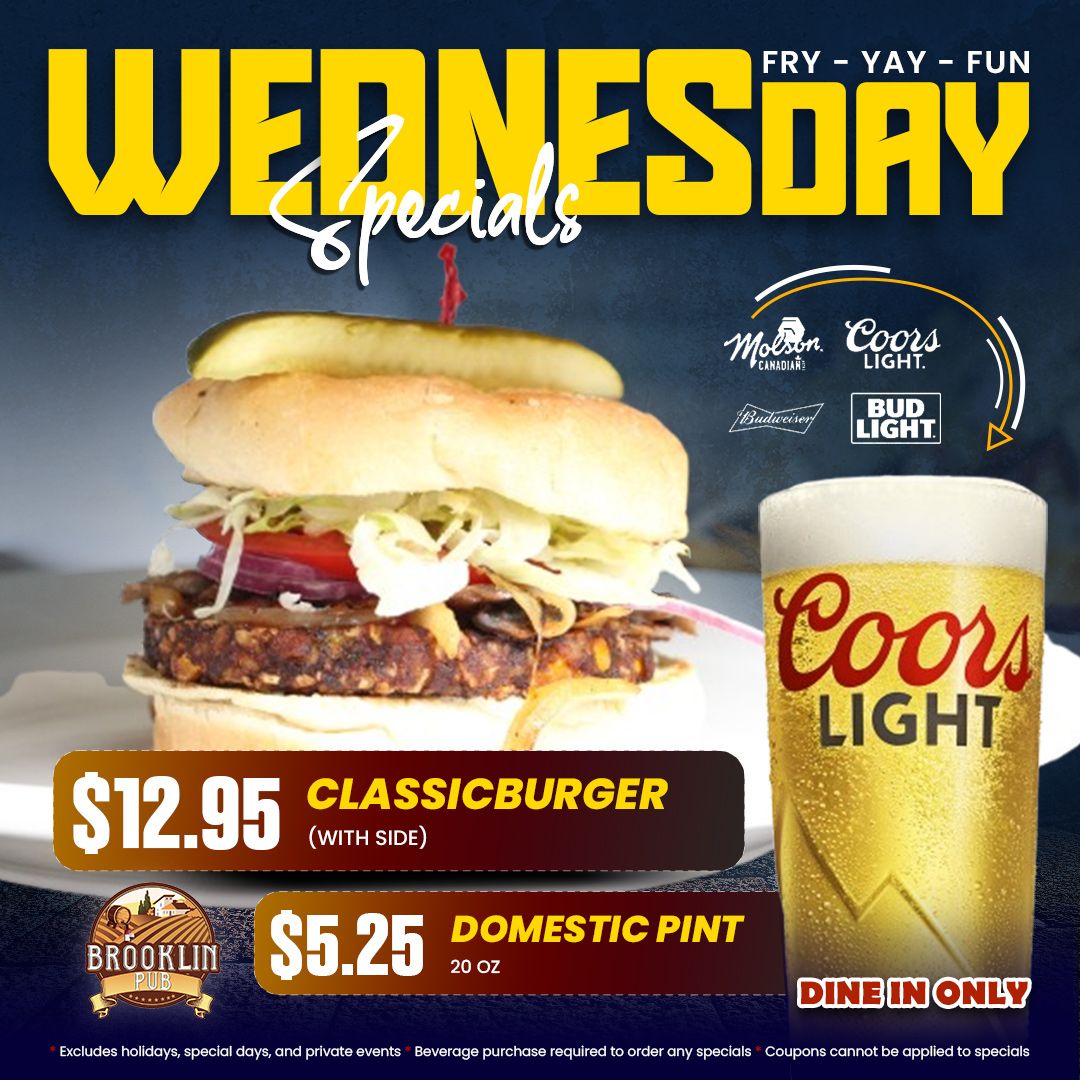 WEDNESDAY
FRY - YAY - FUN
Specials
Molson
CANADIAN
Coors
LIGHT
Budweiser
BUD
LIGHT
Coors
LIGHT
$12.95 CLASSICBURGER
(WITH SIDE)
$5.25 DOMESTIC PINT
20 OZ
BROOKLIN
PUB
DINE IN ONLY
* Excludes holidays, special days, and private events * Beverage purchase required to order any specials * Coupons cannot be applied to specials